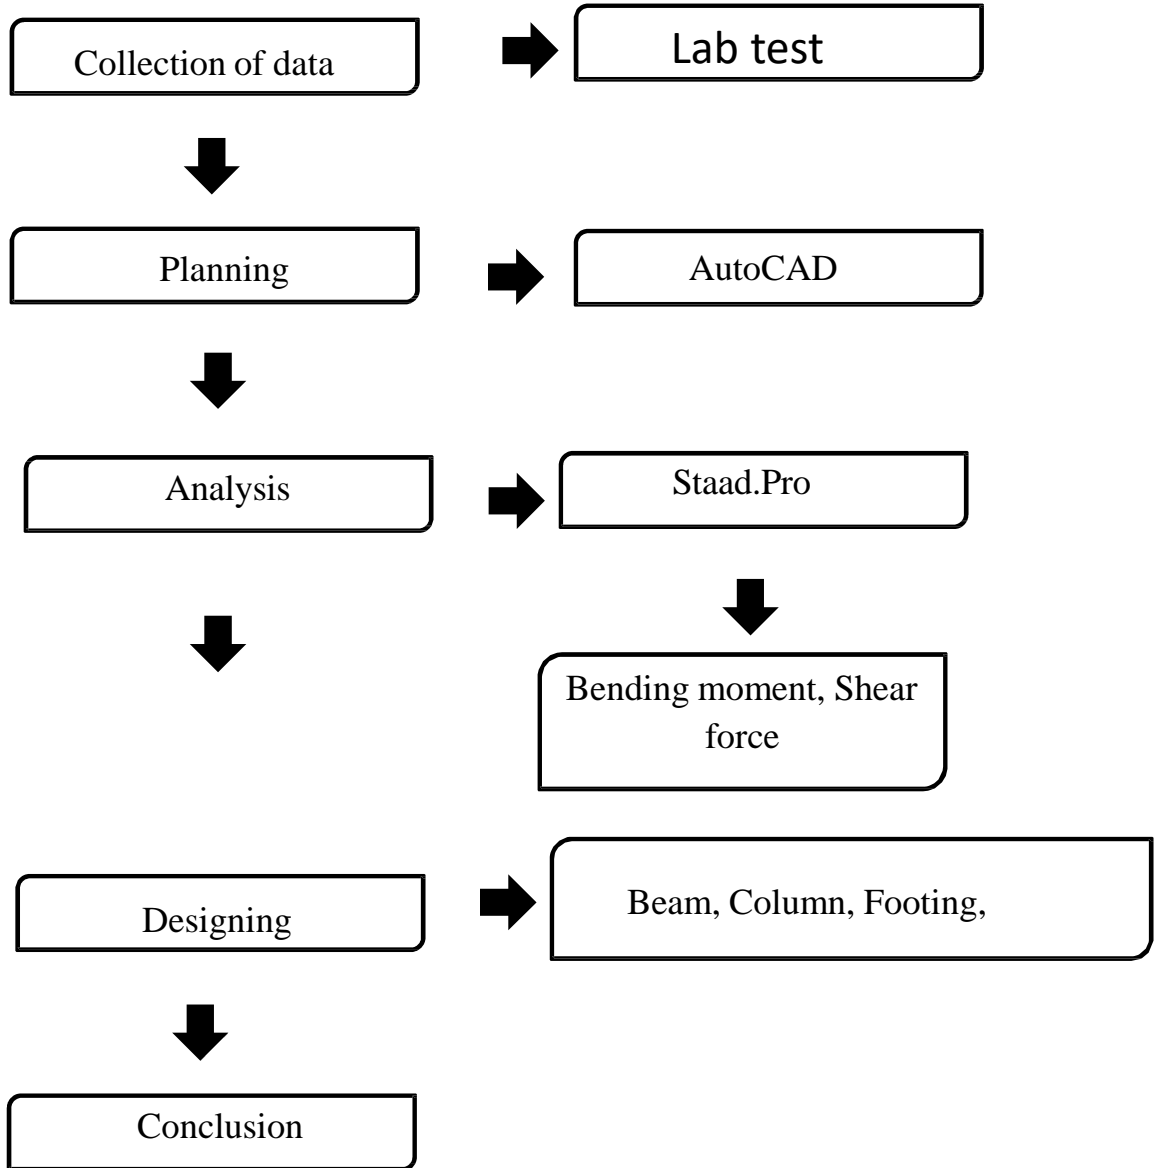 Collection of data
Lab test
Planning
AutoCAD
Analysis
Staad.Pro
Bending moment, Shear
force
Designing
Beam, Column, Footing,
Conclusion